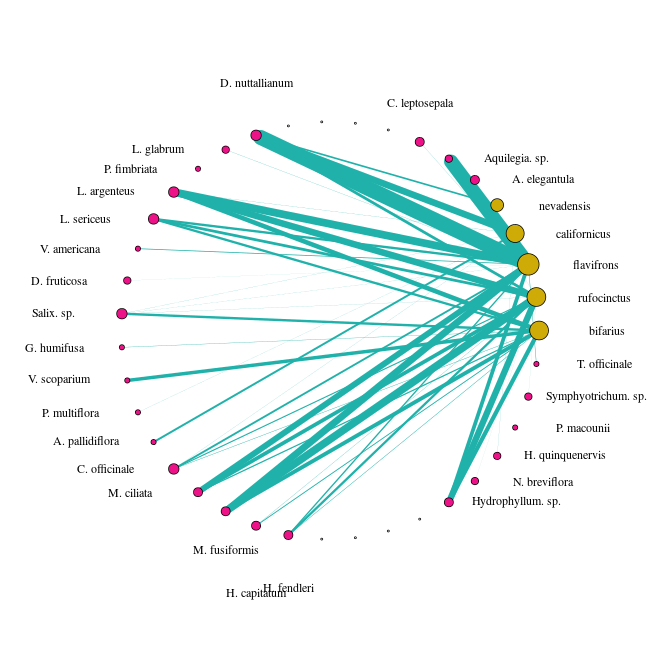 D. nuttallianum
C. leptosepala
L. glabrum
Aquilegia. sp.
P. fimbriata
A. elegantula
L. argenteus
nevadensis
L. sericeus
californicus
V. americana
flavifrons
D. fruticosa
rufocinctus
Salix. sp.
bifarius
G. humifusa
T. officinale
V. scoparium
Symphyotrichum. sp.
P. multiflora
P. macounii
A. pallidiflora
H. quinquenervis
C. officinale
N. breviflora
M. ciliata
Hydrophyllum. sp.
M. fusiformis
H. fendleri
H. capitatum